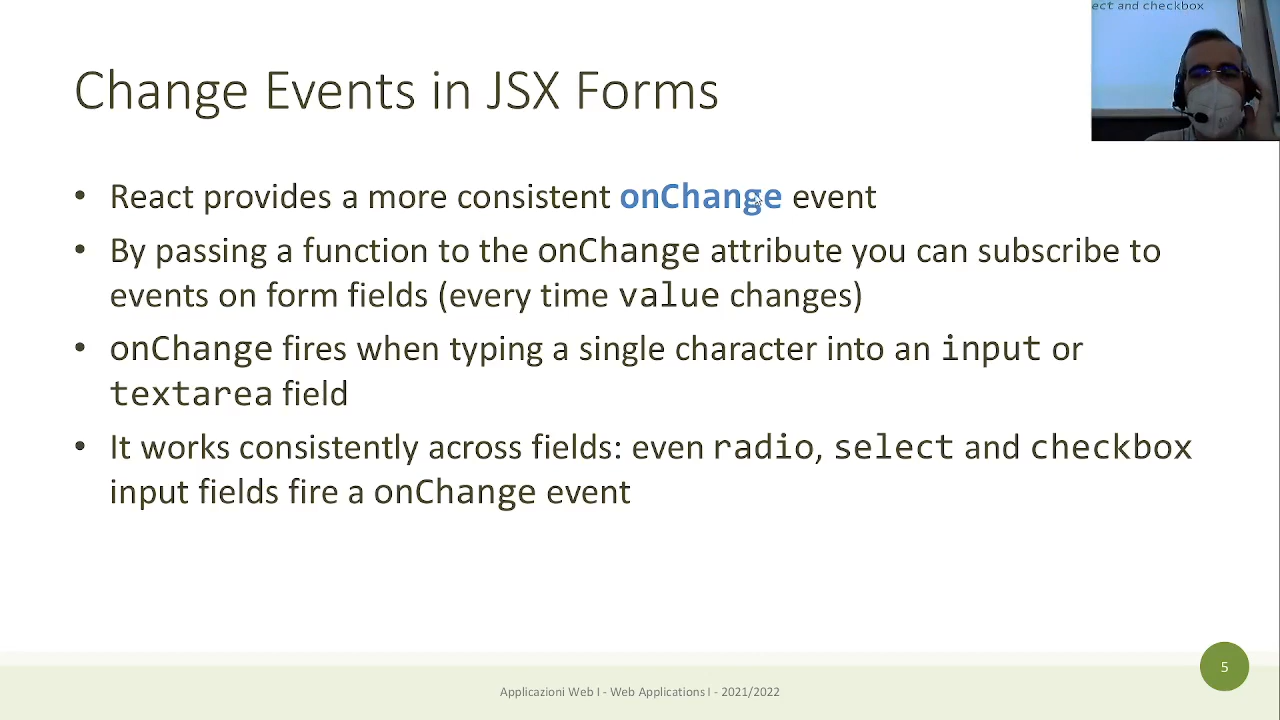 ect and checkbox
Change Events in JSX Forms
• React provides a more consistent onChange event
• By passing a function to the onChange attribute you can subscribe to
events on form fields (every time value changes)
• onChange fires when typing a single character into an input or
textarea field
• It works consistently across fields: even radio, select and checkbox
input fields fire a onChange event
5
Applicazioni Web I - Web Applications I - 2021/2022